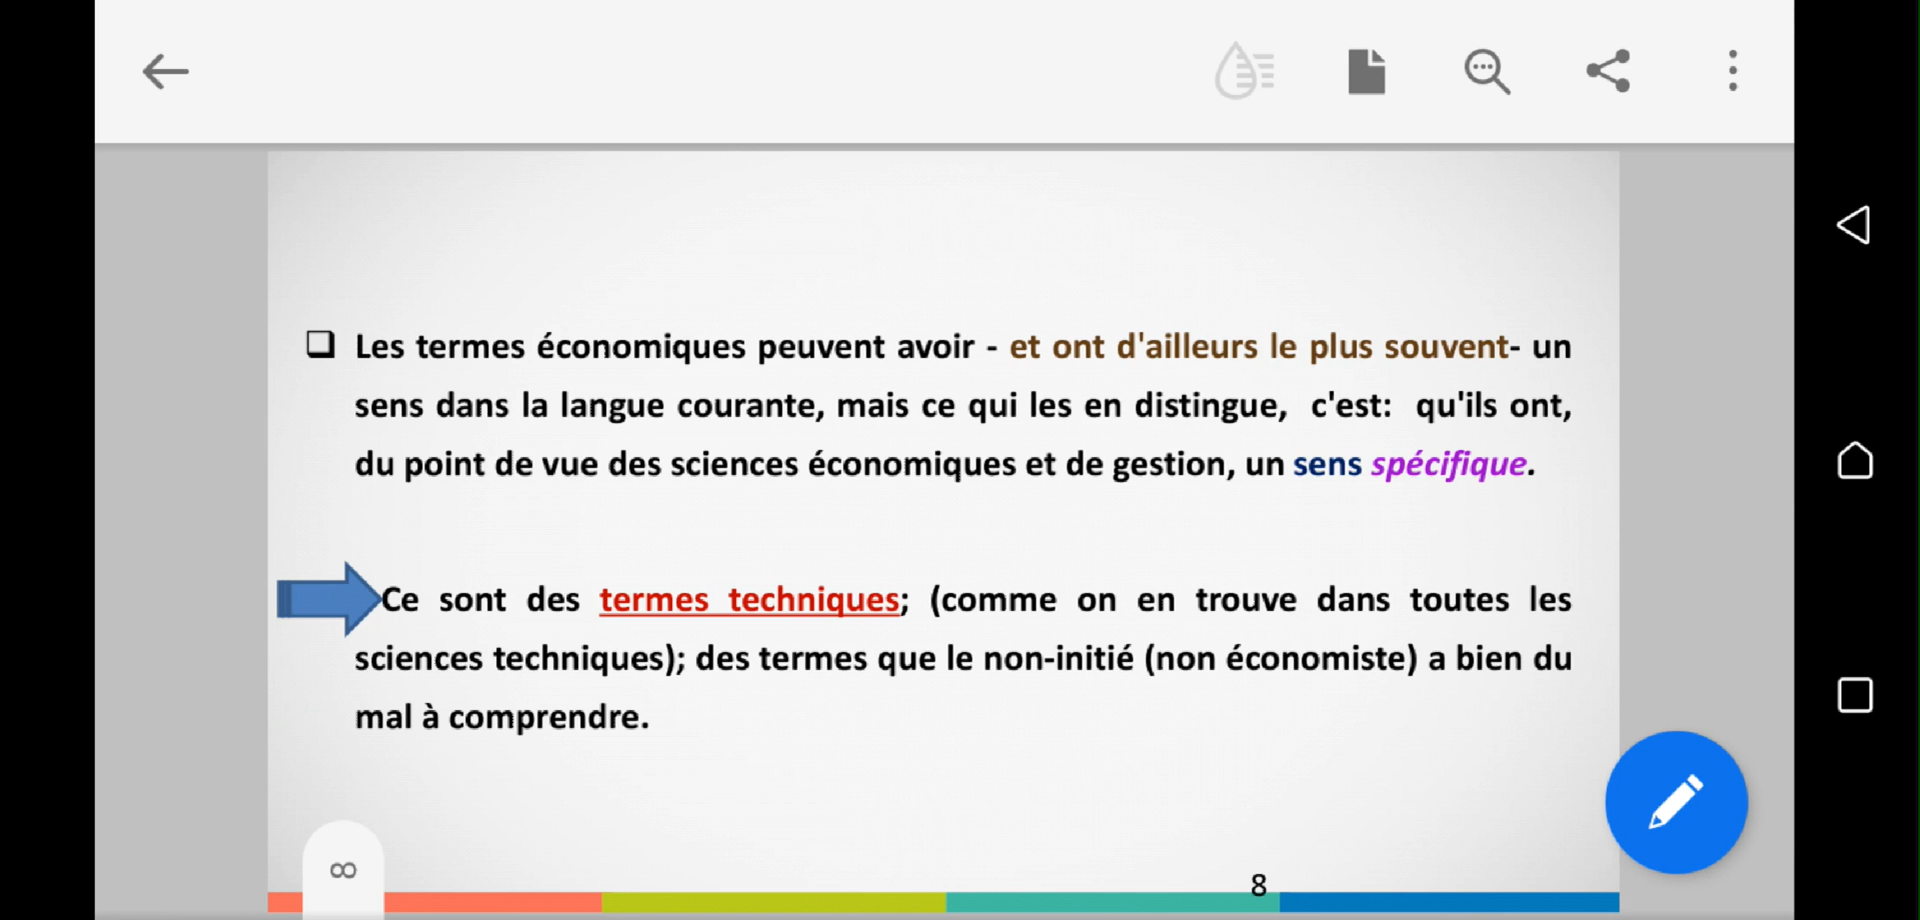 Les termes économiques peuvent avoir - et ont d'ailleurs le plus souvent- un
sens dans la langue courante, mais ce qui les en distingue, c'est: qu'ils ont,
du point de vue des sciences économiques et de gestion, un sens spécifique.
Ce sont des termes techniques; (comme on en trouve dans toutes les
sciences techniques); des termes que le non-initié (non économiste) a bien du
mal à comprendre.
8
8